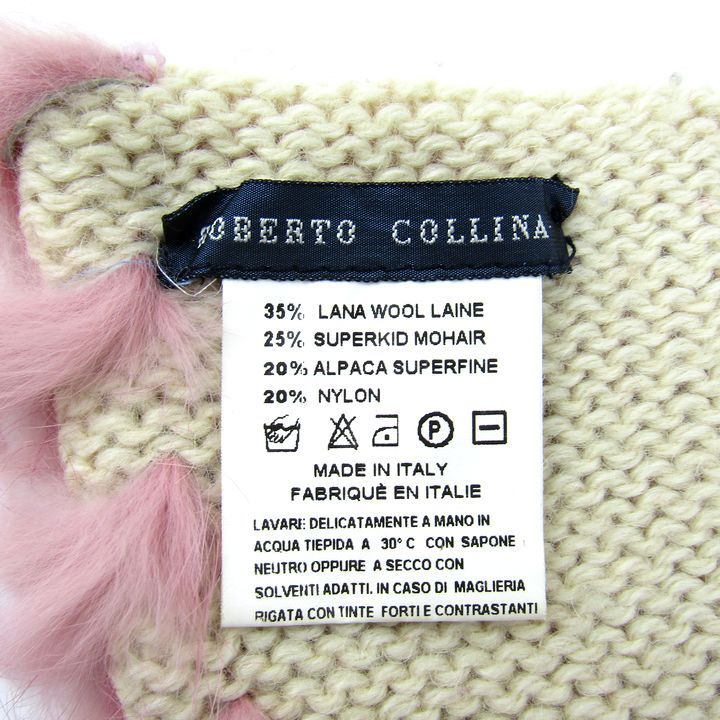 ROBERTO COLLINA
35% LANA WOOL LAINE
25% SUPERKID MOHAIR
20% ALPACA SUPERFINE
20% NYLON
P
MADE IN ITALY
FABRIQUÈ EN ITALIE
LAVARE DELICATAMENTE A MANO IN
ACQUA TIEPIDA A 30° C CON SAPONE
NEUTRO OPPURE A SECCO CON
SOLVENTI ADATTI. IN CASO DI MAGLIERIA
RIGATA CON TINTE FORTI E CONTRASTANTI